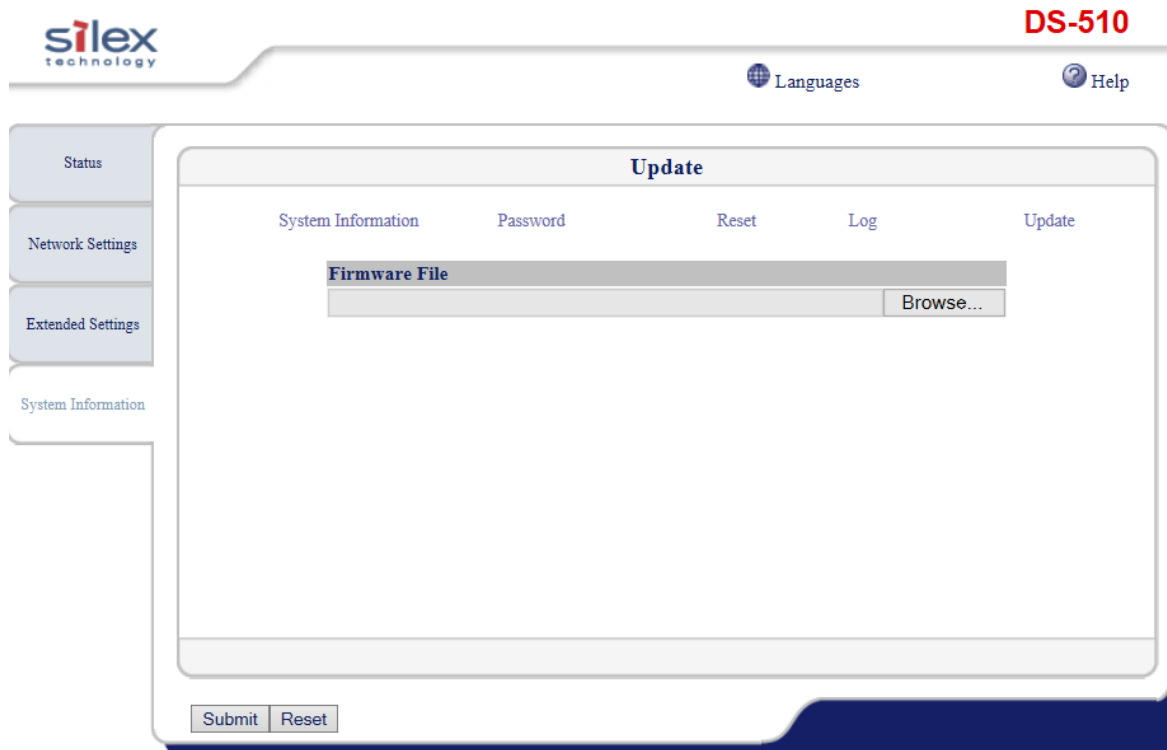 silex
technology
DS-510
Languages
Help
Status
Network Settings
Extended Settings
System Information
Update
System Information Password Reset Log Update
Firmware File
Browse...
Submit Reset